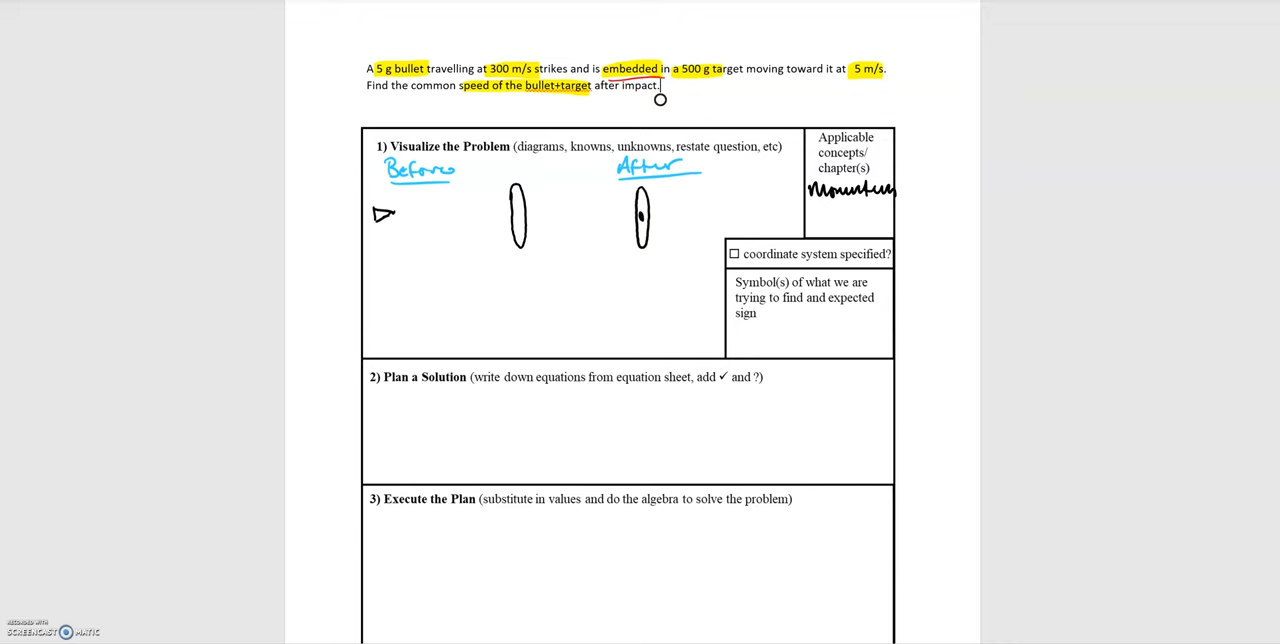 A 5 g bullet travelling at 300 m/s strikes and is embedded in a 500 g target moving toward it at 5 m/s.
Find the common speed of the bullet+target after impact.
1) Visualize the Problem (diagrams, knowns, unknowns, restate question, etc)
Before
After
Applicable
concepts/
chapter(s)
Momentum
☐ coordinate system specified?
Symbol(s) of what we are
trying to find and expected
sign
2) Plan a Solution (write down equations from equation sheet, add ✓ and ?)
3) Execute the Plan (substitute in values and do the algebra to solve the problem)
RECORDED WITH
SCREENCAST MATIC